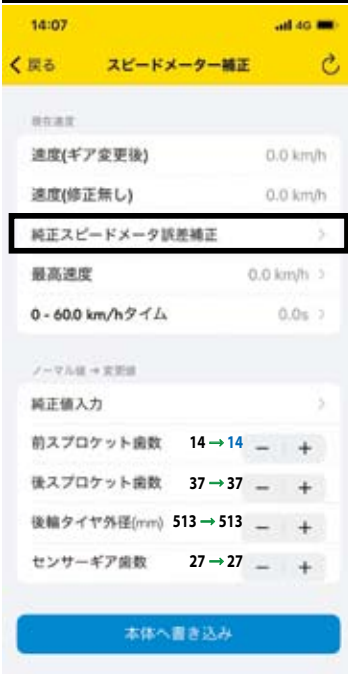 14:07
4G
戻る スピードメーター補正
現在速度
速度(ギア変更後) 0.0 km/h
速度(修正無し) 0.0 km/h
純正スピードメータ誤差補正
最高速度 0.0 km/h
0 - 60.0 km/hタイム 0.0s
ノーマル値 → 変更値
純正値入力
前スプロケット歯数 14 → 14 − +
後スプロケット歯数 37 → 37 − +
後輪タイヤ外径(mm) 513 → 513 − +
センサーギア歯数 27 → 27 − +
本体へ書き込み